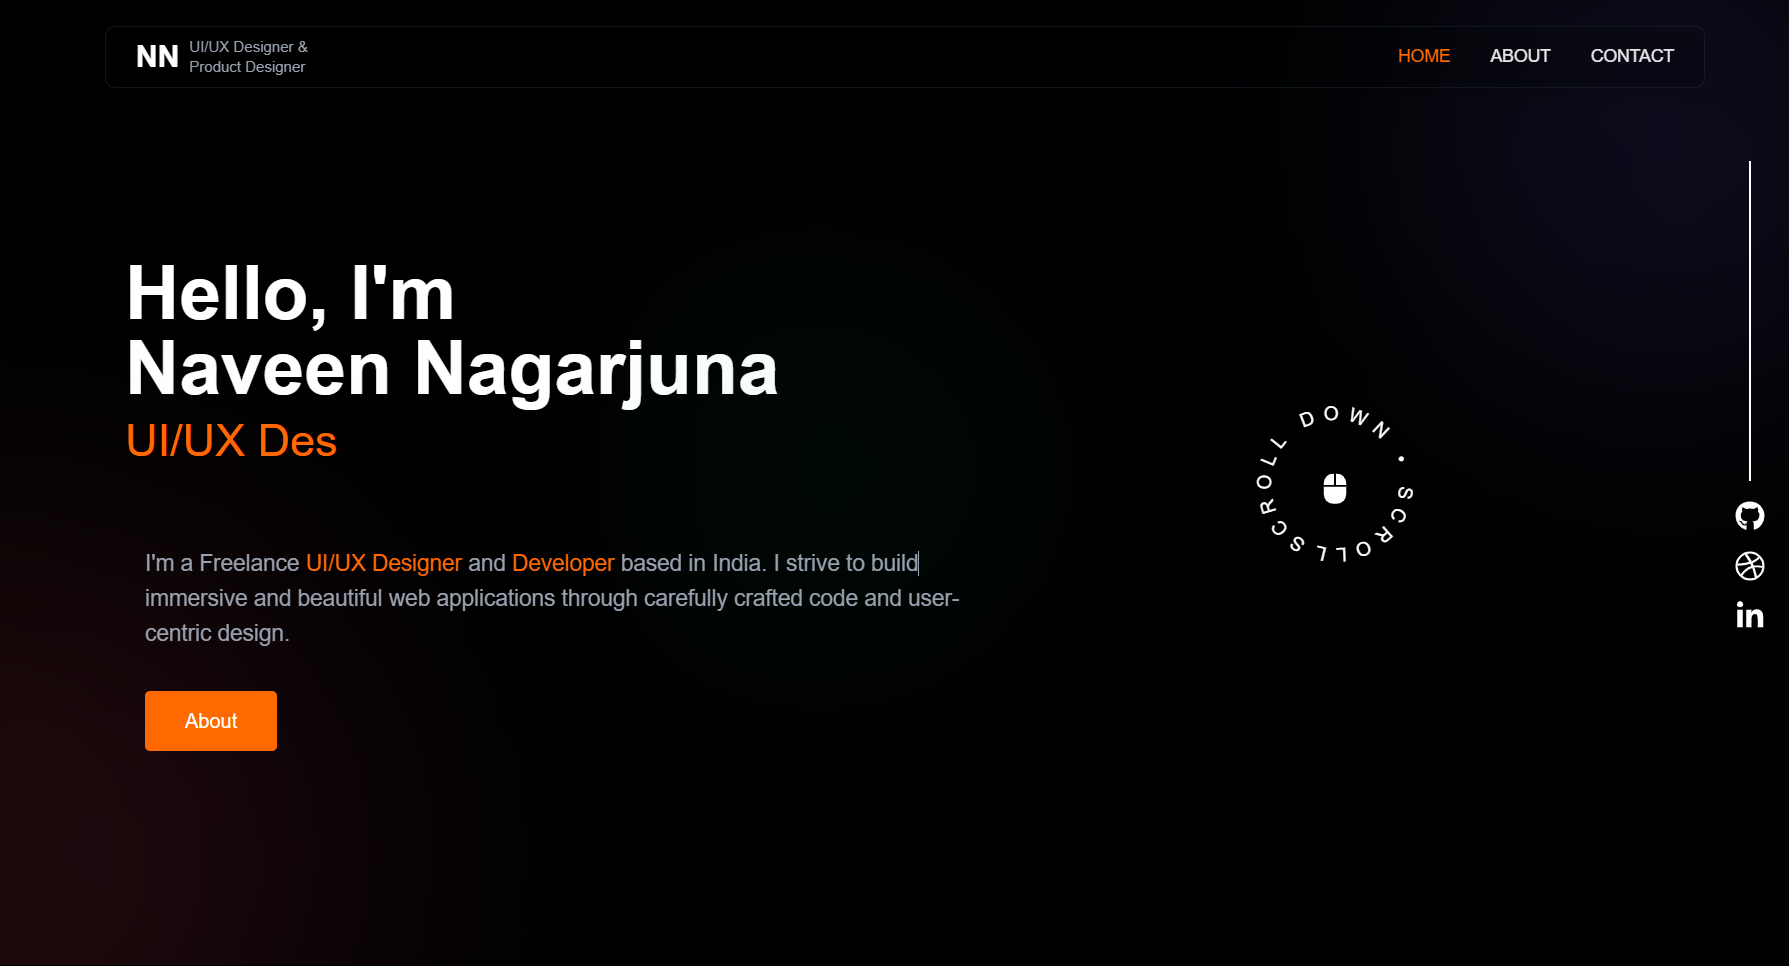 NN
UI/UX Designer &
Product Designer
HOME
ABOUT
CONTACT
Hello, I'm
Naveen Nagarjuna
UI/UX Des
I'm a Freelance UI/UX Designer and Developer based in India. I strive to build
immersive and beautiful web applications through carefully crafted code and user-
centric design.
About
SCROLL DOWN • SCROLL